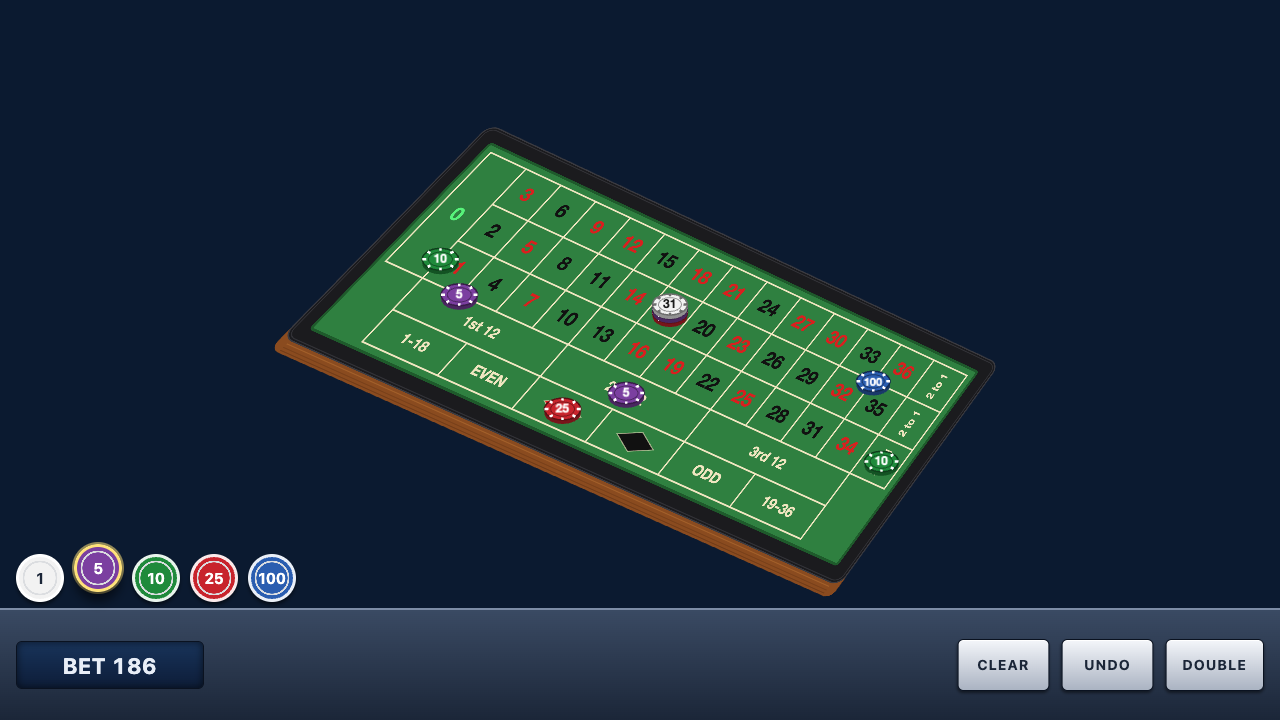 0
3 6 9 12 15 18 21 24 27 30 33 36 2 to 1
2 5 8 11 14 31 20 23 26 29 32 100 35 2 to 1
10 4 7 10 13 16 19 22 25 28 31 34 10
5 1st 12 5 3rd 12
1-18 EVEN 25 ODD 19-36
1 5 10 25 100
BET 186 CLEAR UNDO DOUBLE